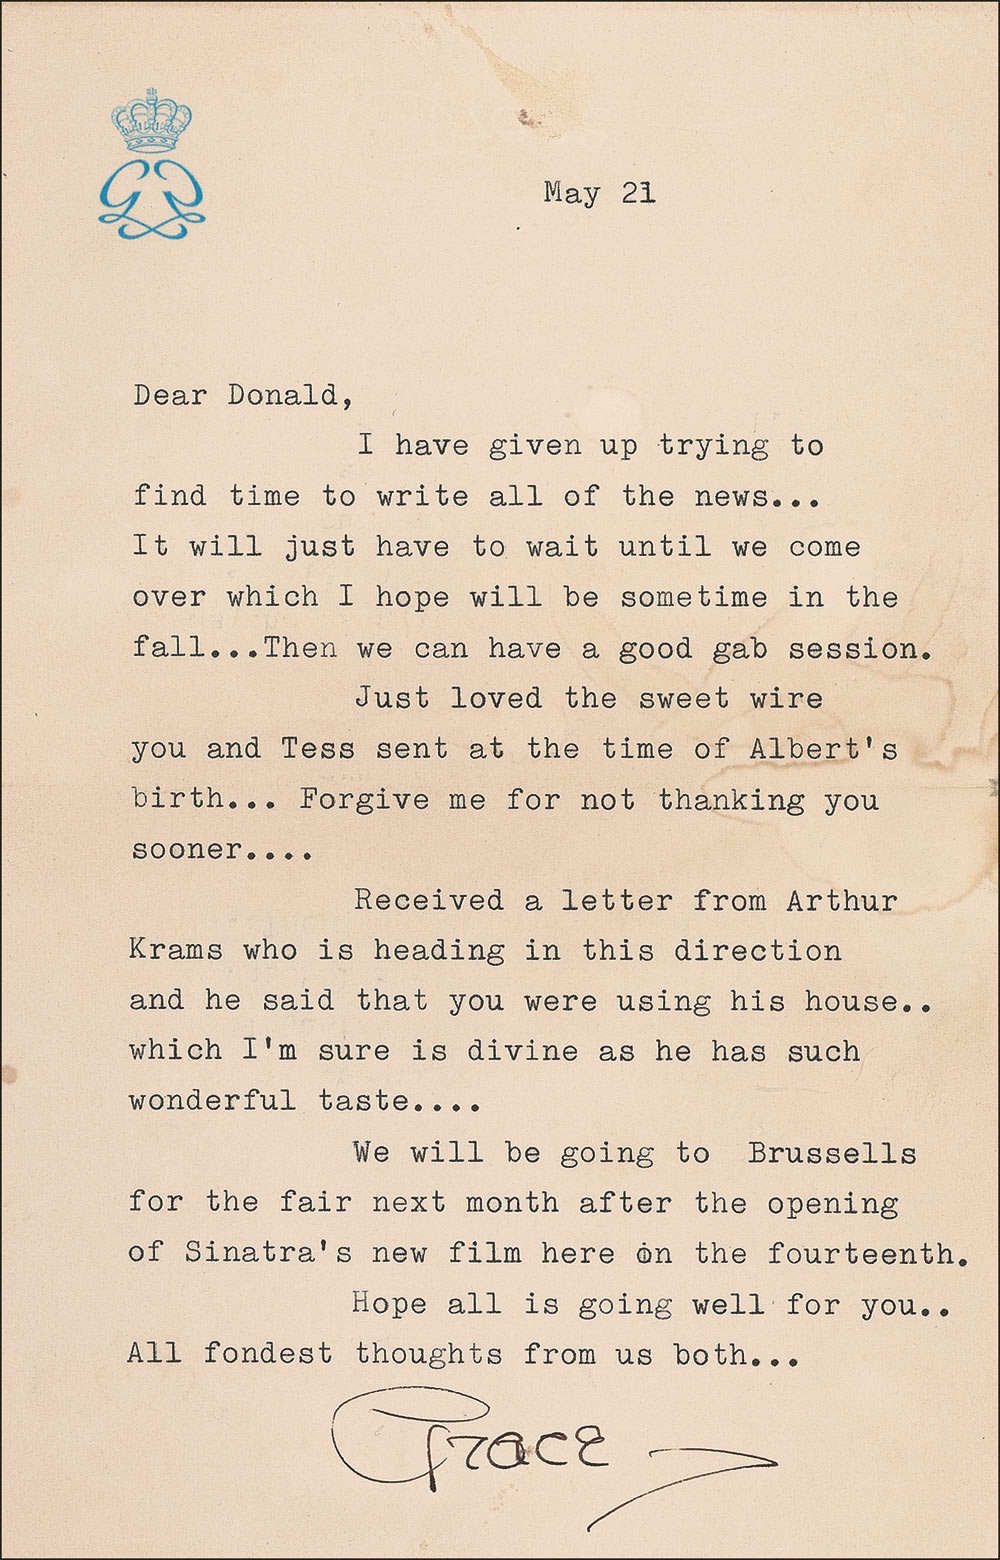 May 21
Dear Donald,
I have given up trying to
find time to write all of the news...
It will just have to wait until we come
over which I hope will be sometime in the
fall...Then we can have a good gab session.
Just loved the sweet wire
you and Tess sent at the time of Albert's
birth... Forgive me for not thanking you
sooner....
Received a letter from Arthur
Krams who is heading in this direction
and he said that you were using his house..
which I'm sure is divine as he has such
wonderful taste....
We will be going to  Brussells
for the fair next month after the opening
of Sinatra's new film here on the fourteenth.
Hope all is going well for you..
All fondest thoughts from us both...
Grace